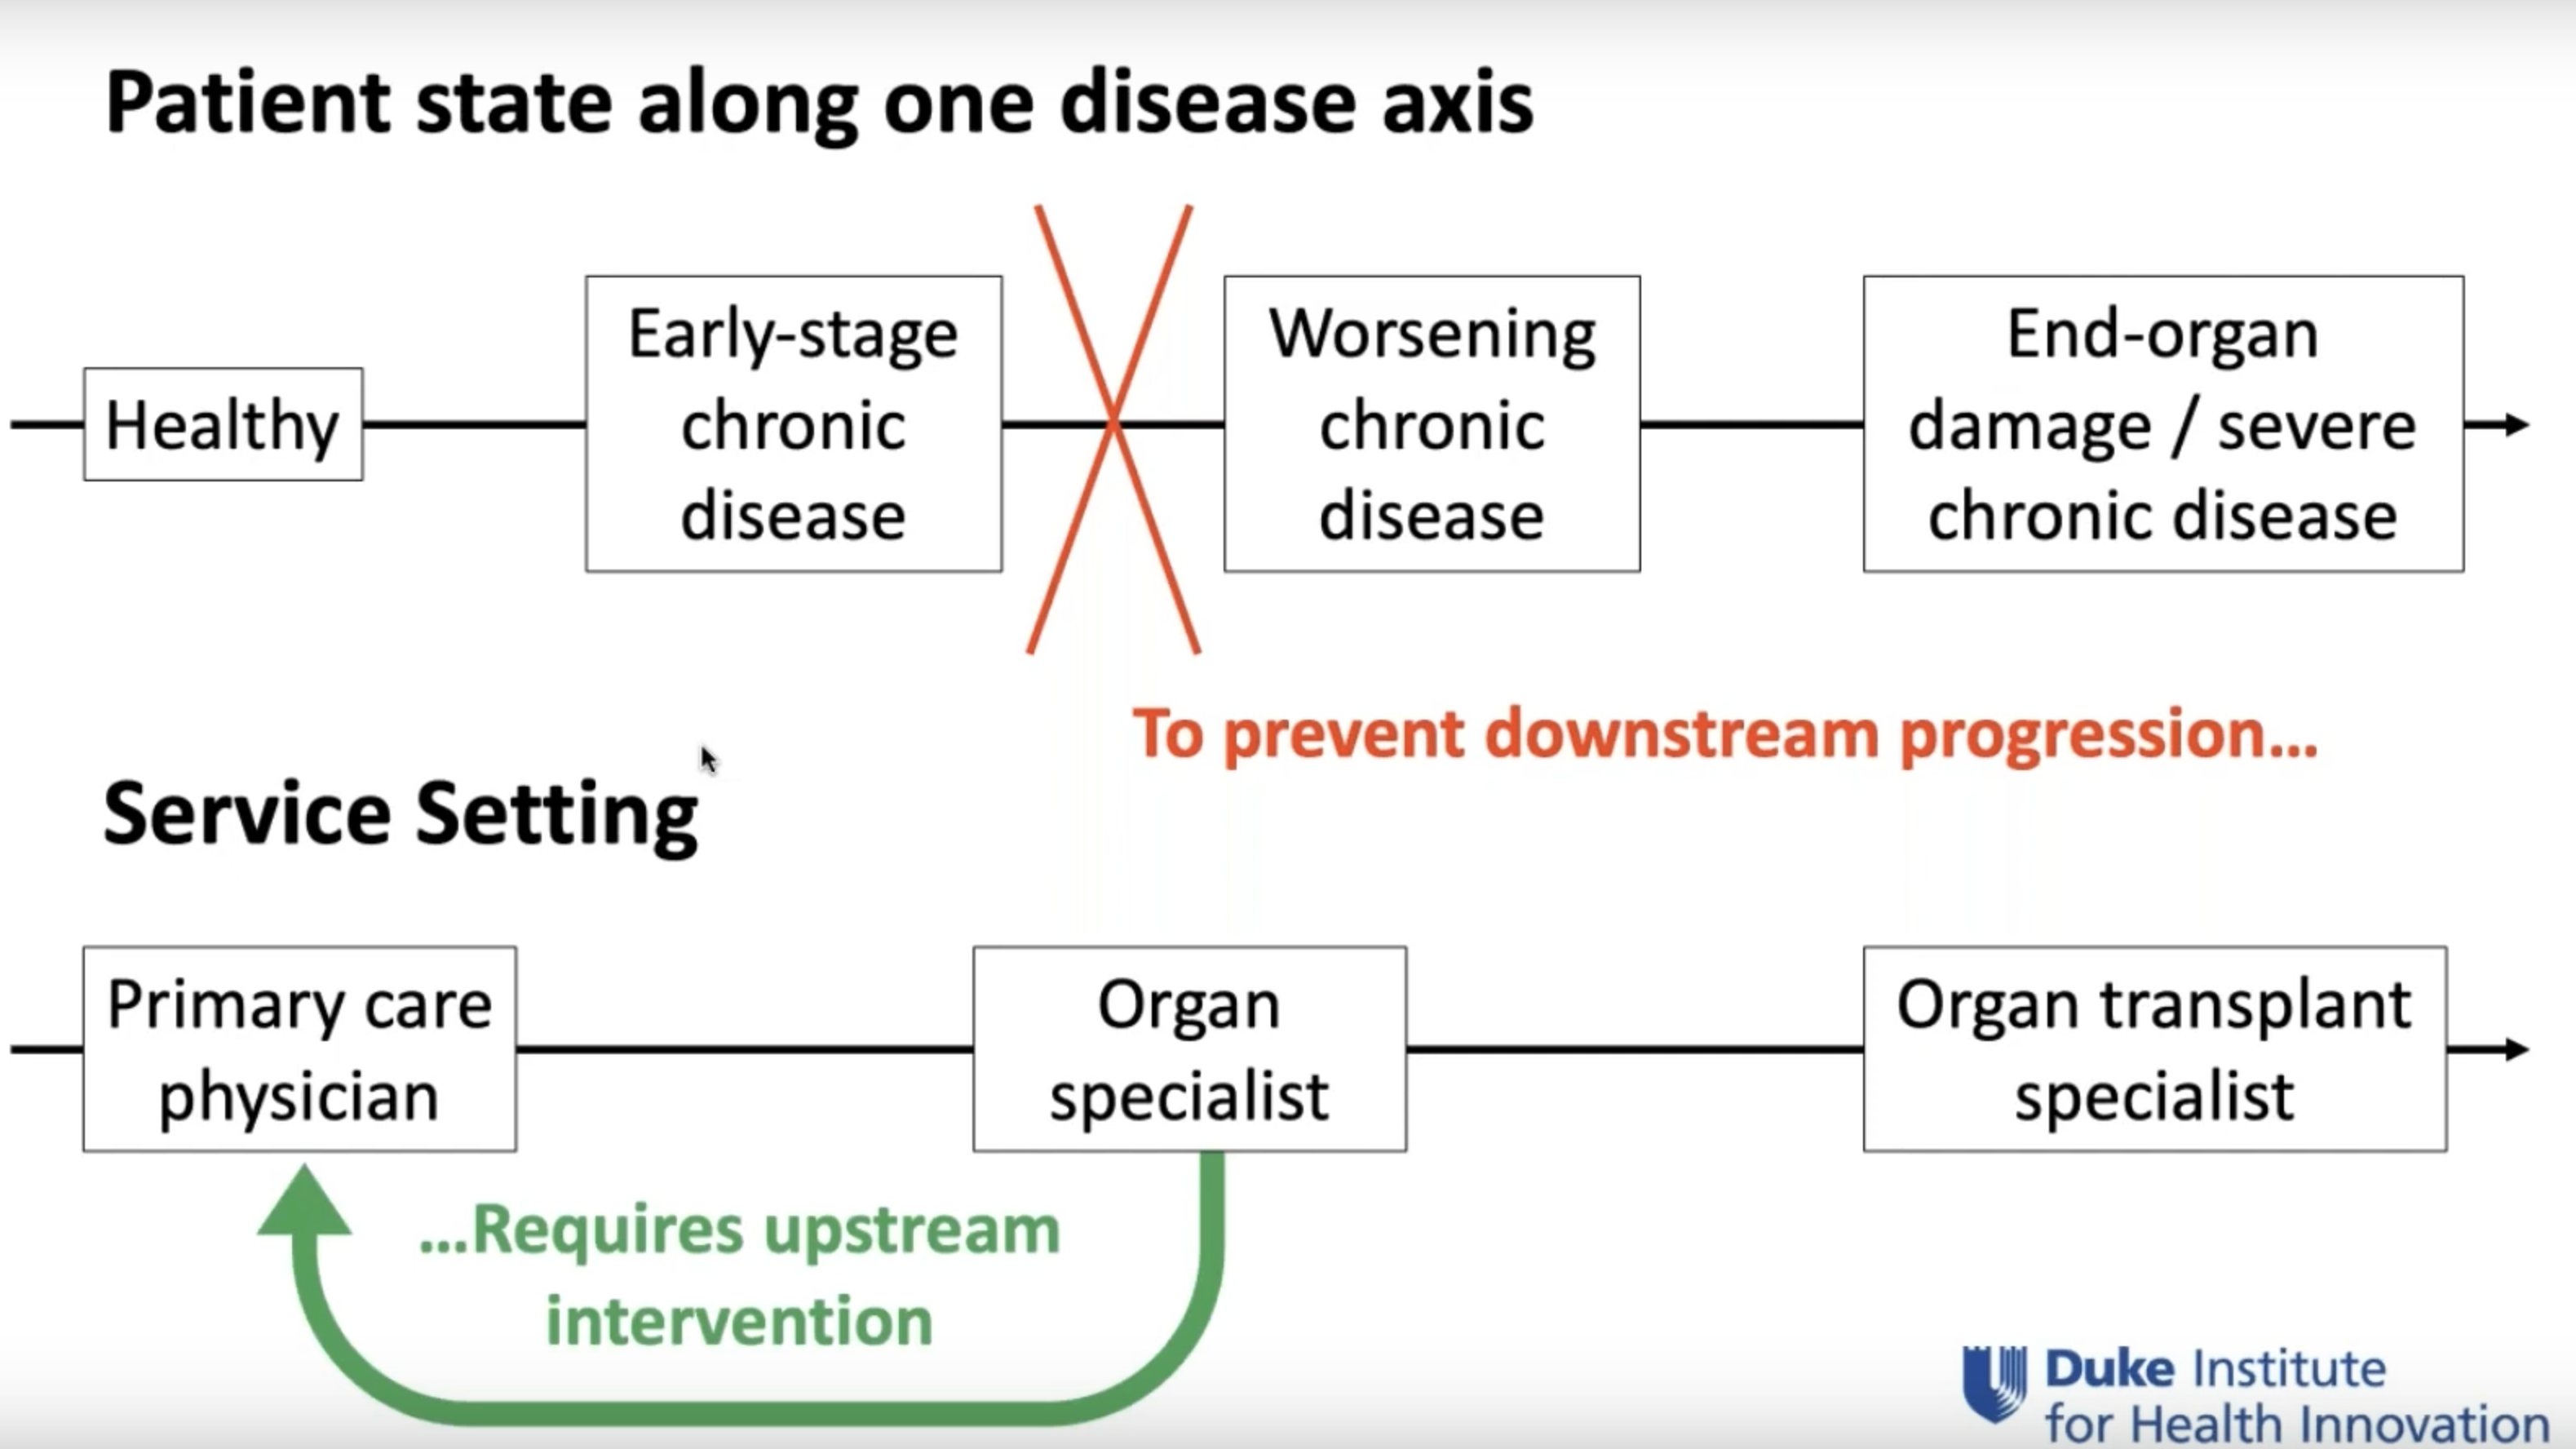 Patient state along one disease axis
Healthy
Early-stage
chronic
disease
Worsening
chronic
disease
End-organ
damage / severe
chronic disease
To prevent downstream progression...
Service Setting
Primary care
physician
Organ
specialist
Organ transplant
specialist
...Requires upstream
intervention
Duke Institute
for Health Innovation